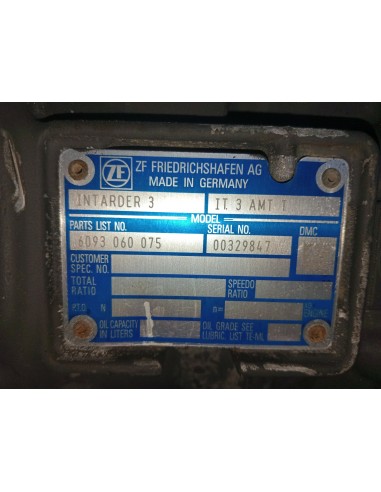 ZF
ZF FRIEDRICHSHAFEN AG
MADE IN GERMANY
INTARDER 3 IT 3 AMT I
MODEL
PARTS LIST NO. SERIAL NO. DMC
6093 060 075 00329847
CUSTOMER
SPEC. NO.
TOTAL
RATIO
SPEEDO
RATIO
P.T.O. N n=
OIL CAPACITY
IN LITERS
OIL GRADE SEE
LUBRIC. LIST TE-ML